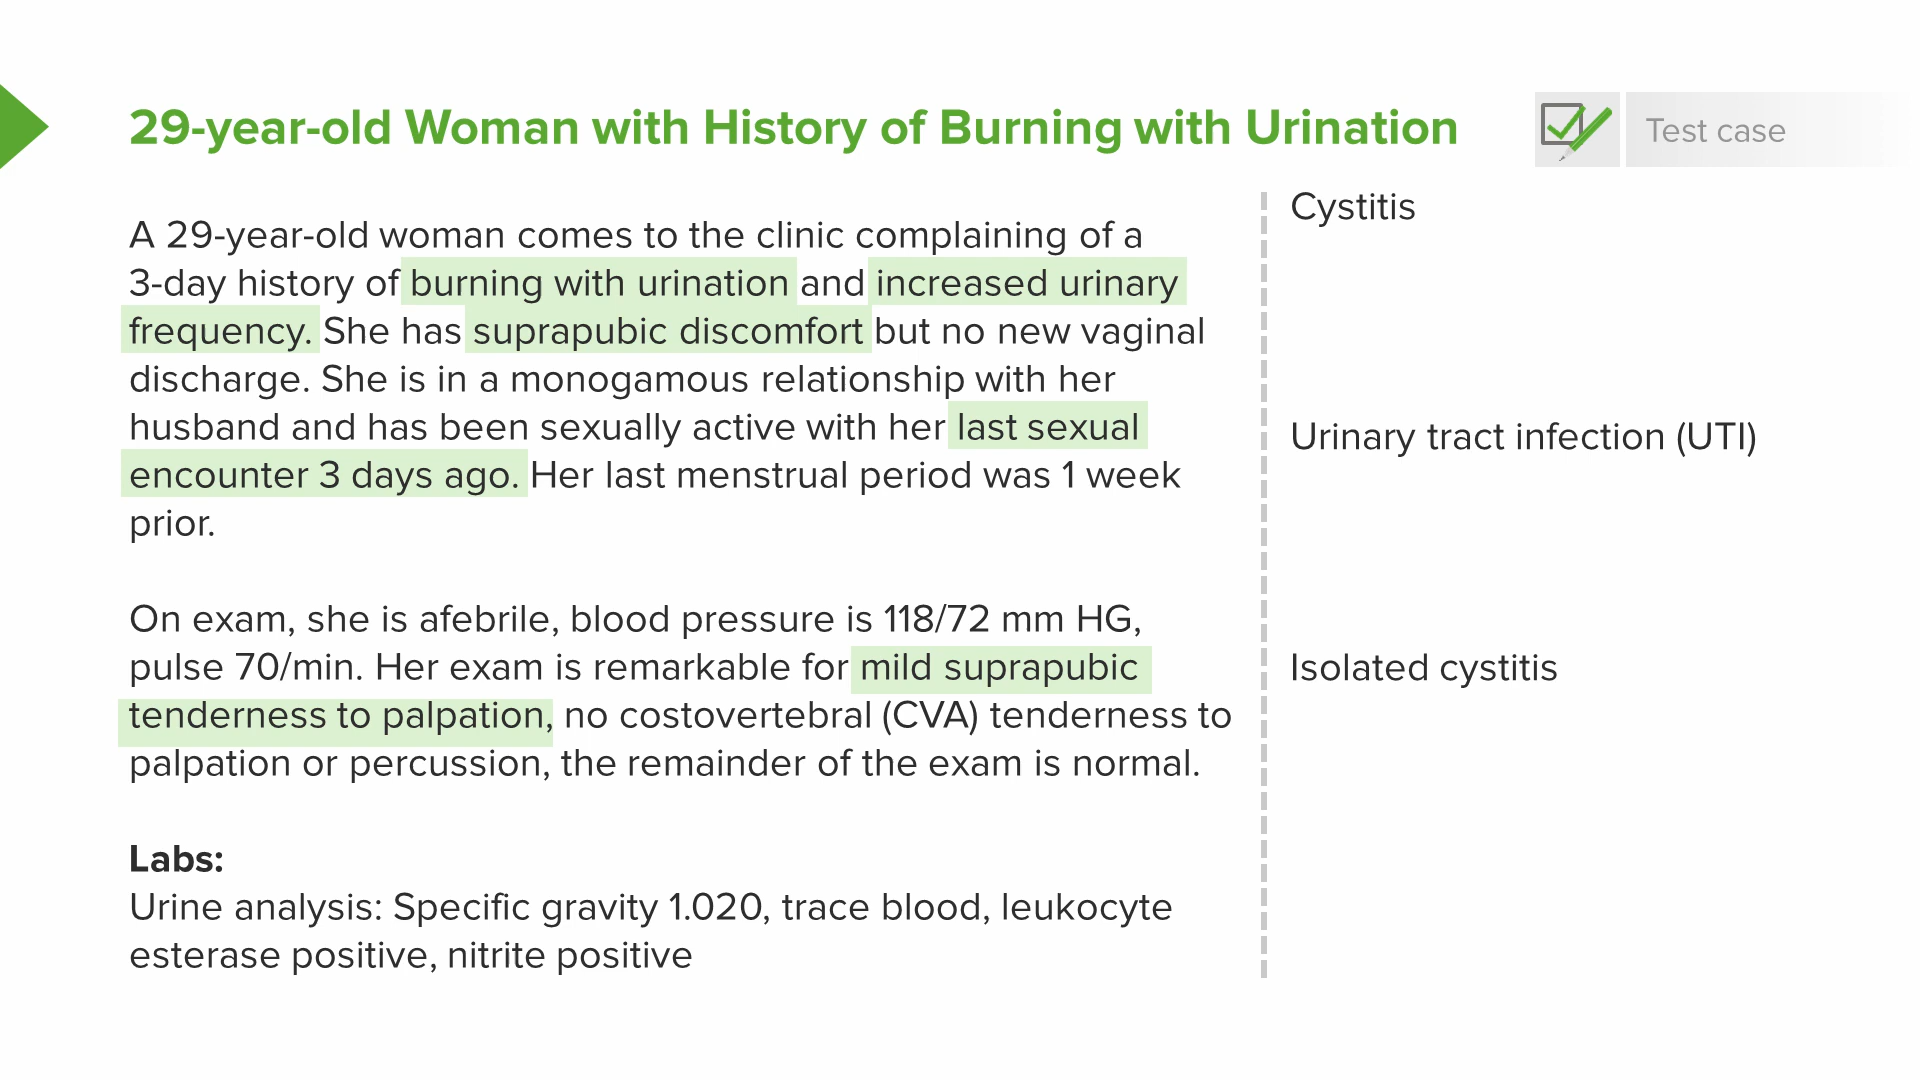 29-year-old Woman with History of Burning with Urination
Test case
A 29-year-old woman comes to the clinic complaining of a
3-day history of burning with urination and increased urinary
frequency. She has suprapubic discomfort but no new vaginal
discharge. She is in a monogamous relationship with her
husband and has been sexually active with her last sexual
encounter 3 days ago. Her last menstrual period was 1 week
prior.
On exam, she is afebrile, blood pressure is 118/72 mm HG,
pulse 70/min. Her exam is remarkable for mild suprapubic
tenderness to palpation, no costovertebral (CVA) tenderness to
palpation or percussion, the remainder of the exam is normal.
Labs:
Urine analysis: Specific gravity 1.020, trace blood, leukocyte
esterase positive, nitrite positive
Cystitis
Urinary tract infection (UTI)
Isolated cystitis